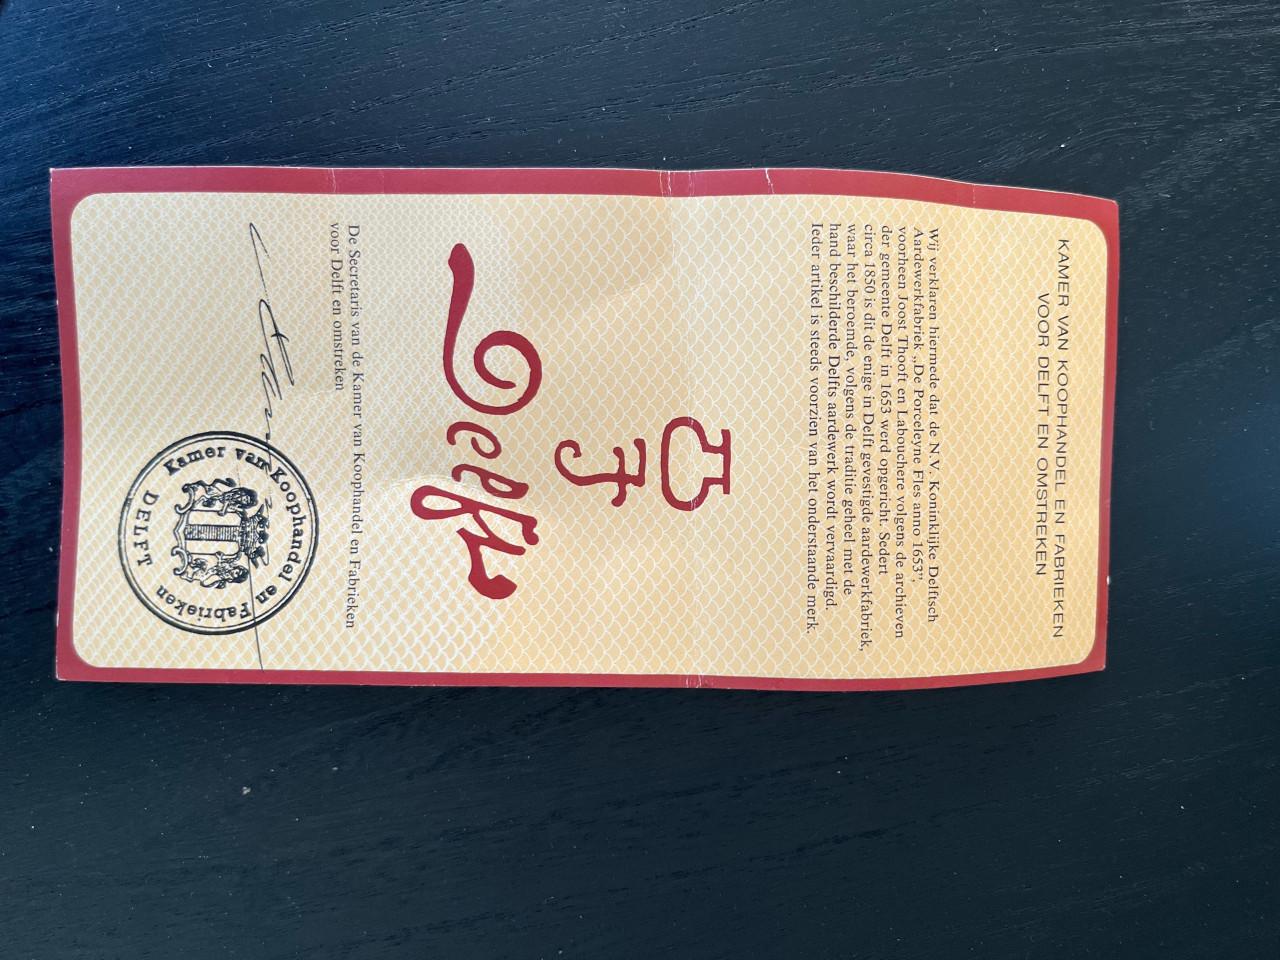 KAMER VAN KOOPHANDEL EN FABRIEKEN
VOOR DELFT EN OMSTREKEN
Wij verklaren hiermede dat de N.V. Koninklijke Delftsch
Aardewerkfabriek „De Porceleyne Fles anno 1653”,
voorheen Joost Thooft en Labouchere volgens de archieven
der gemeente Delft in 1653 werd opgericht. Sedert
circa 1850 is dit de enige in Delft gevestigde aardewerkfabriek,
waar het beroemde, volgens de traditie geheel met de
hand beschilderde Delfts aardewerk wordt vervaardigd.
Ieder artikel is steeds voorzien van het onderstaande merk.
Delft
De Secretaris van de Kamer van Koophandel en Fabrieken
voor Delft en omstreken
Kamer van Koophandel en Fabrieken
DELFT